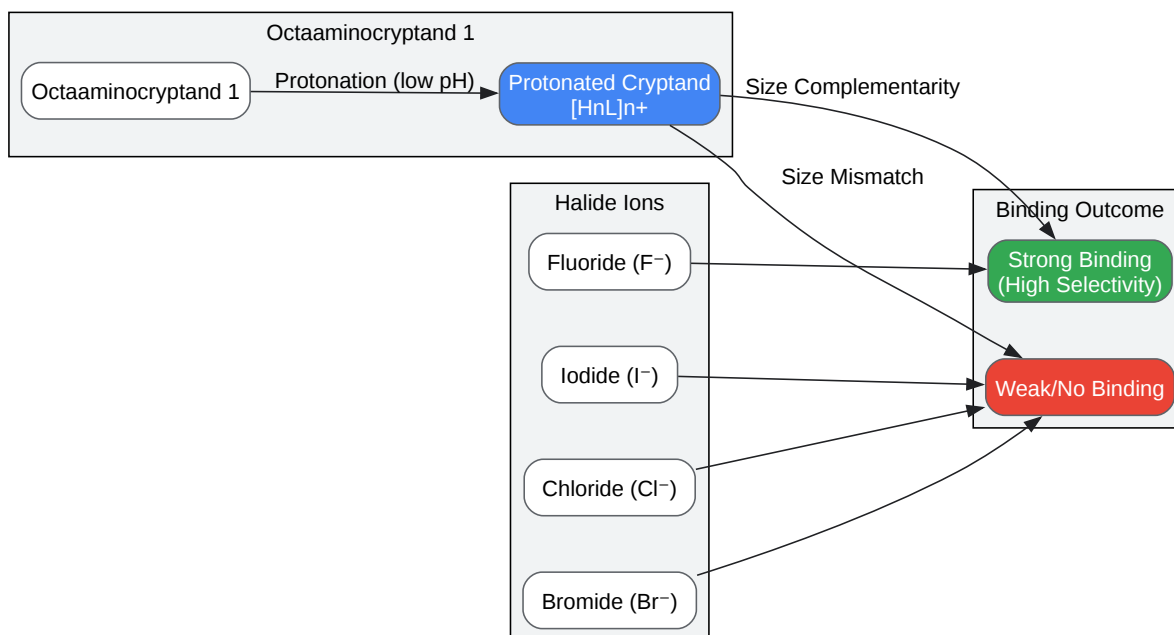 Octaaminocryptand 1
Octaaminocryptand 1
Protonation (low pH)
Protonated Cryptand
[HnL]n+
Size Complementarity
Size Mismatch
Halide Ions
Fluoride (F⁻)
Iodide (I⁻)
Chloride (Cl⁻)
Bromide (Br⁻)
Binding Outcome
Strong Binding
(High Selectivity)
Weak/No Binding